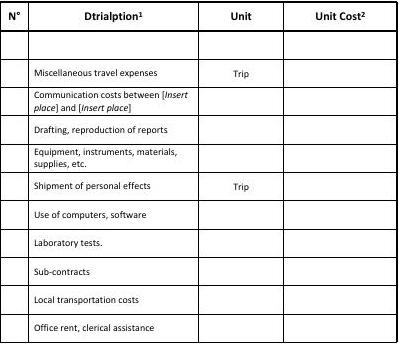 N° Dtrialption¹ Unit Unit Cost²
Miscellaneous travel expenses Trip
Communication costs between [Insert
place] and [Insert place]
Drafting, reproduction of reports
Equipment, instruments, materials,
supplies, etc.
Shipment of personal effects Trip
Use of computers, software
Laboratory tests.
Sub-contracts
Local transportation costs
Office rent, clerical assistance